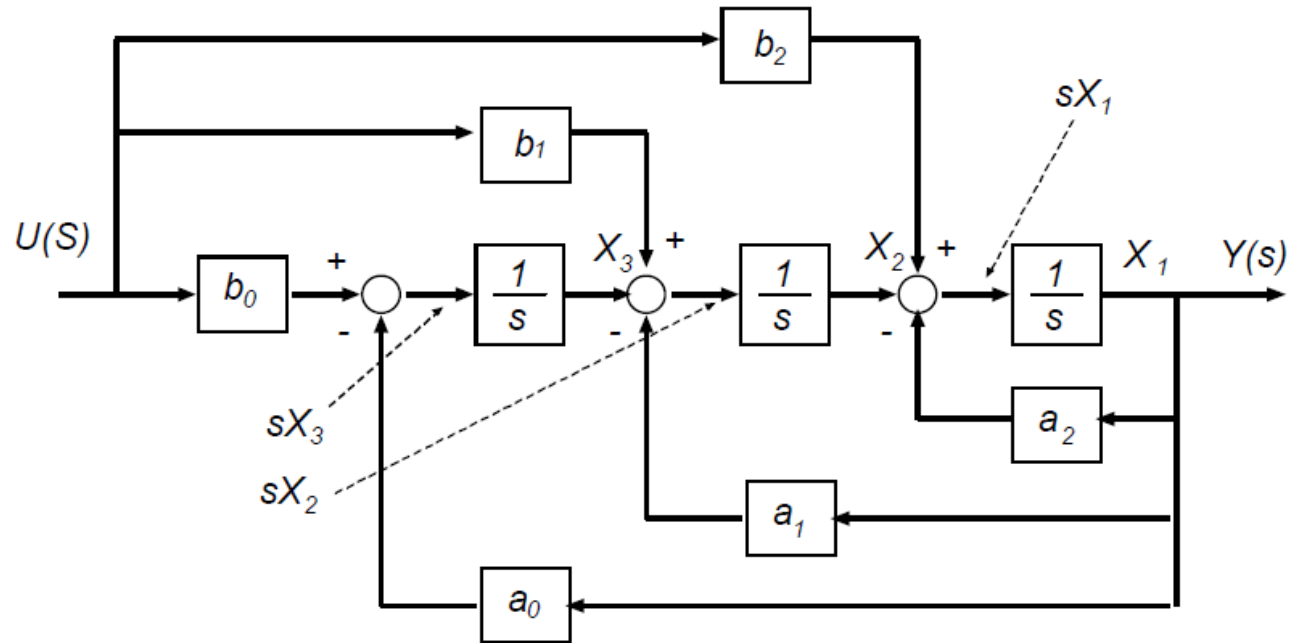 b2
sX1
b1
U(S)
b0
+
-
1
s
X3
+
-
1
s
X2
+
-
1
s
X1
Y(s)
sX3
sX2
a2
a1
a0